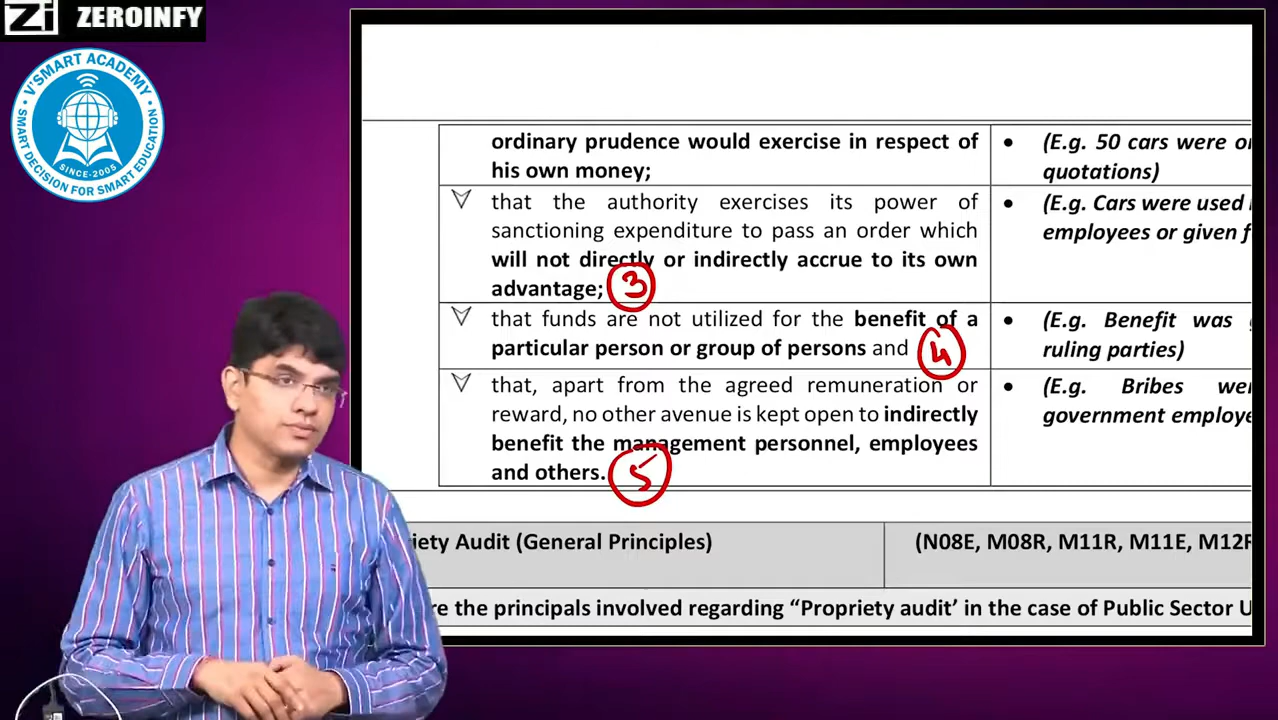 Zi ZEROINFY
V'SMART ACADEMY
SINCE-2005
SMART DECISION FOR SMART EDUCATION
ordinary prudence would exercise in respect of
his own money;
that the authority exercises its power of
sanctioning expenditure to pass an order which
will not directly or indirectly accrue to its own
advantage; 3
that funds are not utilized for the benefit of a
particular person or group of persons and 4
that, apart from the agreed remuneration or
reward, no other avenue is kept open to indirectly
benefit the management personnel, employees
and others. 5
• (E.g. 50 cars were
quotations)
• (E.g. Cars were used
employees or given
• (E.g. Benefit was
ruling parties)
• (E.g. Bribes
government
Audit (General Principles)
(N08E, M08R, M11R, M11E,
the principals involved regarding “Propriety audit’ in the case of Public Sector